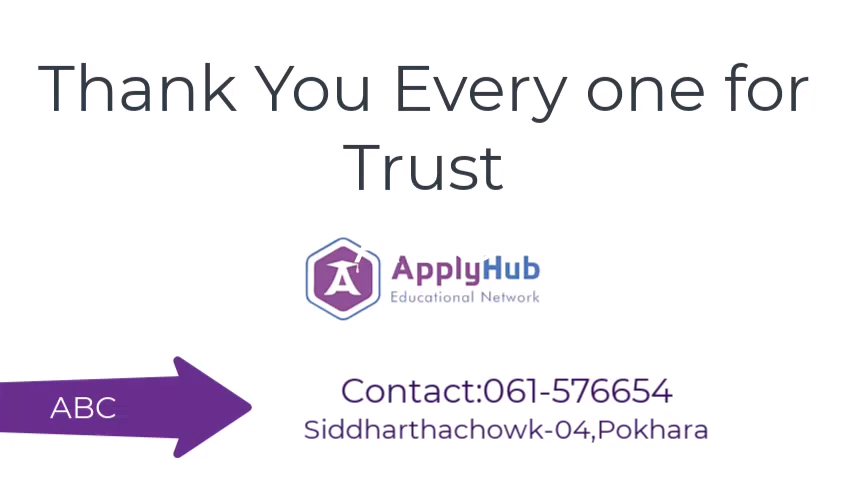 Thank You Every one for
Trust
A
ApplyHub
Educational Network
ABC
Contact:061-576654
Siddharthachowk-04,Pokhara